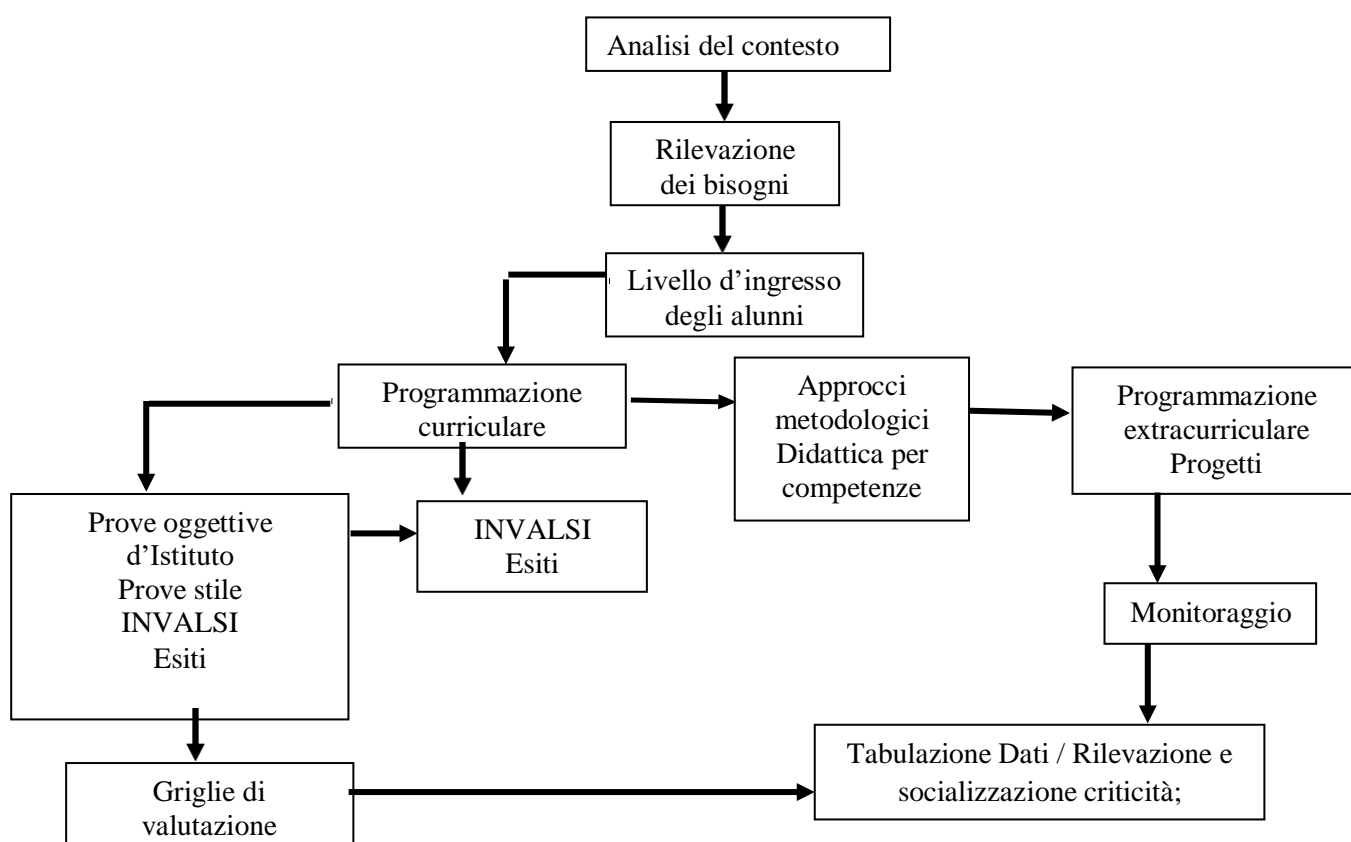 Analisi del contesto
Rilevazione
dei bisogni
Livello d’ingresso
degli alunni
Programmazione
curriculare
Approcci
metodologici
Didattica per
competenze
Programmazione
extracurriculare
Progetti
Prove oggettive
d’Istituto
Prove stile
INVALSI
Esiti
INVALSI
Esiti
Monitoraggio
Tabulazione Dati / Rilevazione e
socializzazione criticità;
Griglie di
valutazione